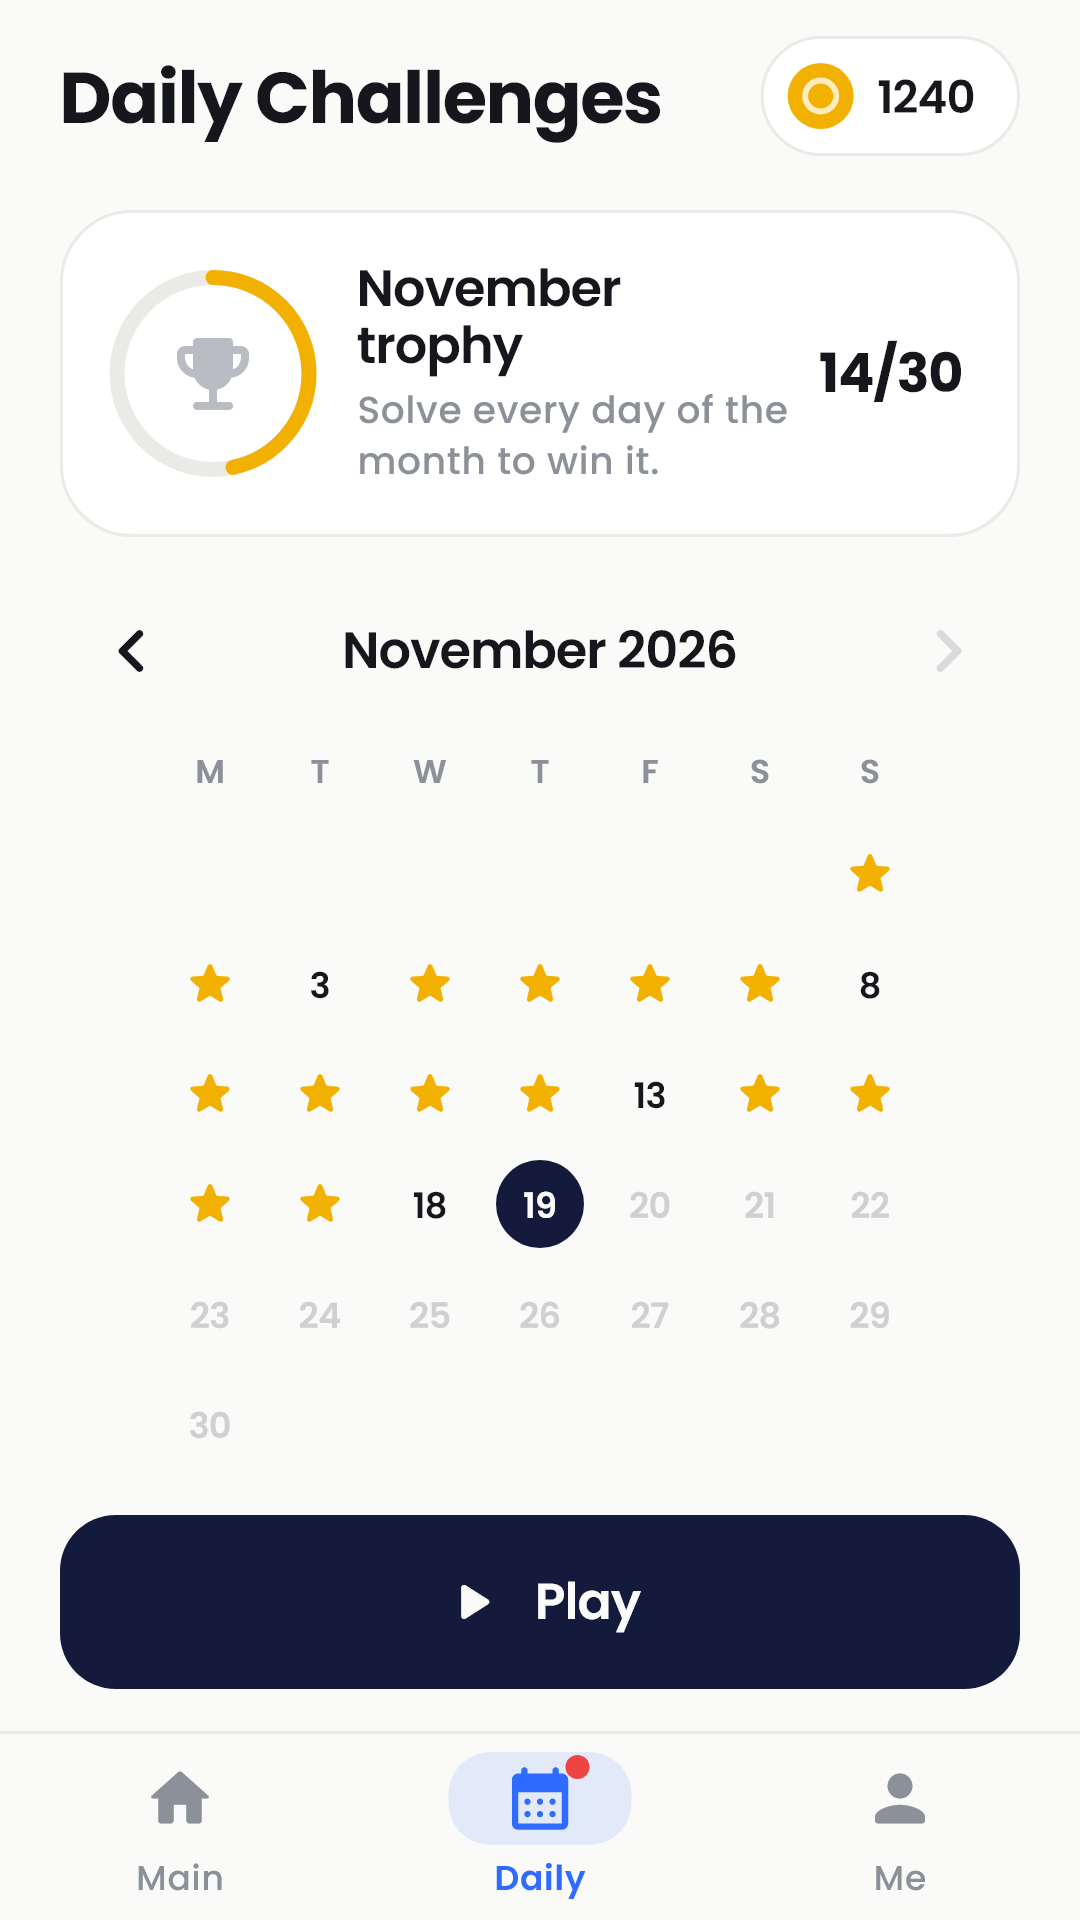 Daily Challenges
1240
November
trophy
Solve every day of the
month to win it.
14/30
November 2026
M T W T F S S
3 8
13
18 19 20 21 22
23 24 25 26 27 28 29
30
Play
Main Daily Me